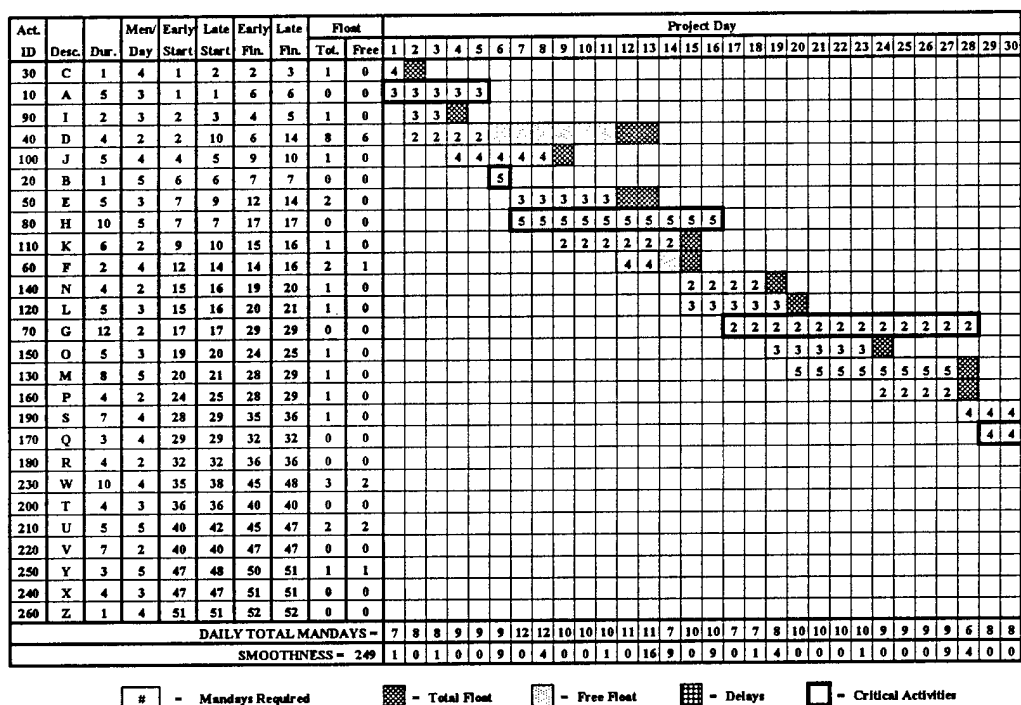 Act. Men/ Early Late Early Late Float Project Day
ID Desc. Dur. Day Start Start Fin. Fin. Tot. Free 1 2 3 4 5 6 7 8 9 10 11 12 13 14 15 16 17 18 19 20 21 22 23 24 25 26 27 28 29 30
30 C 1 4 1 2 2 3 1 0 4
10 A 5 3 1 1 6 6 0 0 3 3 3 3 3
90 I 2 3 2 3 4 5 1 0 3 3
40 D 4 2 2 10 6 14 8 6 2 2 2 2
100 J 5 4 4 5 9 10 1 0 4 4 4 4 4
20 B 1 5 6 6 7 7 0 0 5
50 E 5 3 7 9 12 14 2 0 3 3 3 3 3
80 H 10 5 7 7 17 17 0 0 5 5 5 5 5 5 5 5 5 5
110 K 6 2 9 10 15 16 1 0 2 2 2 2 2 2
60 F 2 4 12 14 14 16 2 1 4 4
140 N 4 2 15 16 19 20 1 0 2 2 2 2
120 L 5 3 15 16 20 21 1 0 3 3 3 3 3
70 G 12 2 17 17 29 29 0 0 2 2 2 2 2 2 2 2 2 2 2 2
150 O 5 3 19 20 24 25 1 0 3 3 3 3 3
130 M 8 5 20 21 28 29 1 0 5 5 5 5 5 5 5 5
160 P 4 2 24 25 28 29 1 0 2 2 2 2
190 S 7 4 28 29 35 36 1 0 4 4 4
170 Q 3 4 29 29 32 32 0 0 4 4
180 R 4 2 32 32 36 36 0 0
230 W 10 4 35 38 45 48 3 2
200 T 4 3 36 36 40 40 0 0
210 U 5 5 40 42 45 47 2 2
220 V 7 2 40 40 47 47 0 0
250 Y 3 5 47 48 50 51 1 1
240 X 4 3 47 47 51 51 0 0
260 Z 1 4 51 51 52 52 0 0
DAILY TOTAL MANDAYS = 7 8 8 9 9 9 12 12 10 10 10 11 11 7 10 10 7 7 8 10 10 10 10 9 9 9 9 6 8 8
SMOOTHNESS = 249 1 0 1 0 0 9 0 4 0 0 1 0 16 9 0 9 0 1 4 0 0 0 1 0 0 0 9 4 0 0
# = Mandays Required = Total Float = Free Float = Delays = Critical Activities